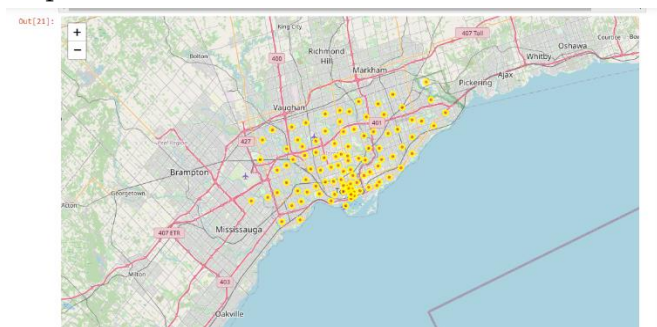 Out[21]:
+
−
King City
Richmond
Hill
407 Toll
Oshawa
Whitby
Ajax
Pickering
Bolton
400
Markham
Vaughan
401
427
Brampton
Georgetown
Acton
407 ETR
Mississauga
Milton
403
Oakville